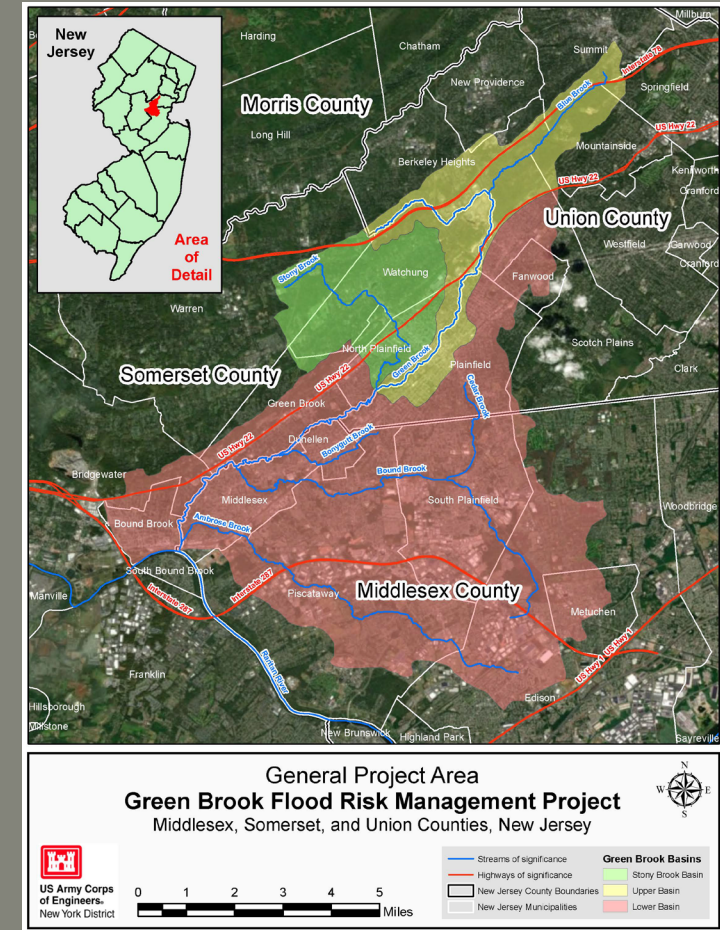 New
Jersey
Area
of
Detail
Harding
Chatham
Millburn
Summit
Interstate 78
Springfield
New Providence
Blue Brook
Morris County
Long Hill
US Hwy 22
Mountainside
Berkeley Heights
Kenilworth
US Hwy 22
Cranford
Union County
Westfield
Garwood
Cranford
Stony Brook
Watchung
Fanwood
Warren
Scotch Plains
North Plainfield
Green Brook
Plainfield
Clark
Somerset County
US Hwy 22
Cedar Brook
Green Brook
Dunellen
Bonygutt Brook
US Hwy 22
Bridgewater
Bound Brook
Middlesex
South Plainfield
Woodbridge
Bound Brook
Ambrose Brook
South Bound Brook
Manville
Interstate 287
Interstate 287
Piscataway
Middlesex County
Metuchen
US Hwy 1
US Hwy 1
Franklin
Raritan River
Edison
Hillsborough
Millstone
New Brunswick
Highland Park
Sayreville
General Project Area
Green Brook Flood Risk Management Project
Middlesex, Somerset, and Union Counties, New Jersey
N
W
E
S
US Army Corps
of Engineers®
New York District
0 1 2 3 4 5
Miles
Streams of significance
Highways of significance
New Jersey County Boundaries
New Jersey Municipalities
Green Brook Basins
Stony Brook Basin
Upper Basin
Lower Basin